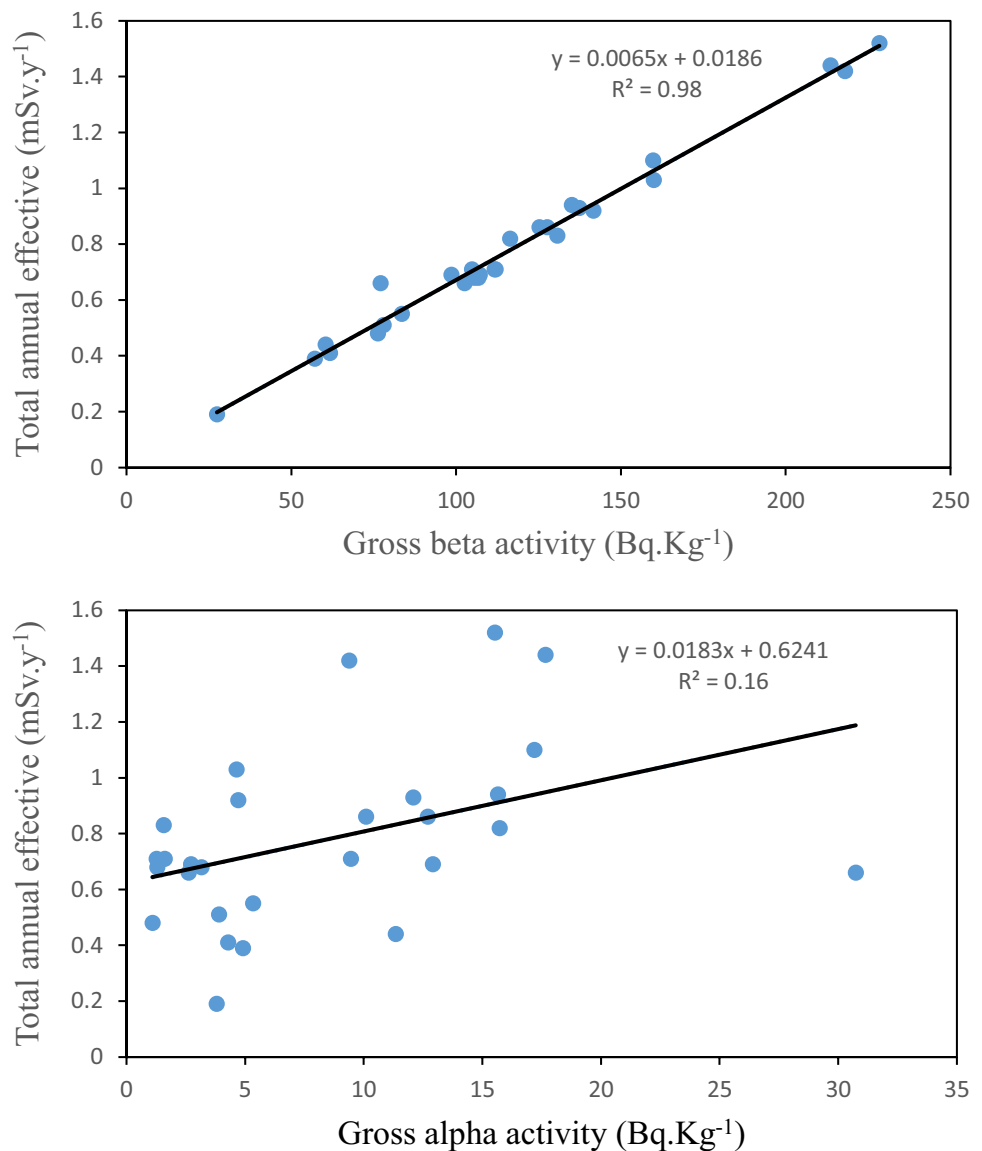 1.6
1.4
1.2
1
0.8
0.6
0.4
0.2
0
Total annual effective (mSv.y⁻¹)
y = 0.0065x + 0.0186
R² = 0.98
0 50 100 150 200 250
Gross beta activity (Bq.Kg⁻¹)
1.6
1.4
1.2
1
0.8
0.6
0.4
0.2
0
Total annual effective (mSv.y⁻¹)
y = 0.0183x + 0.6241
R² = 0.16
0 5 10 15 20 25 30 35
Gross alpha activity (Bq.Kg⁻¹)